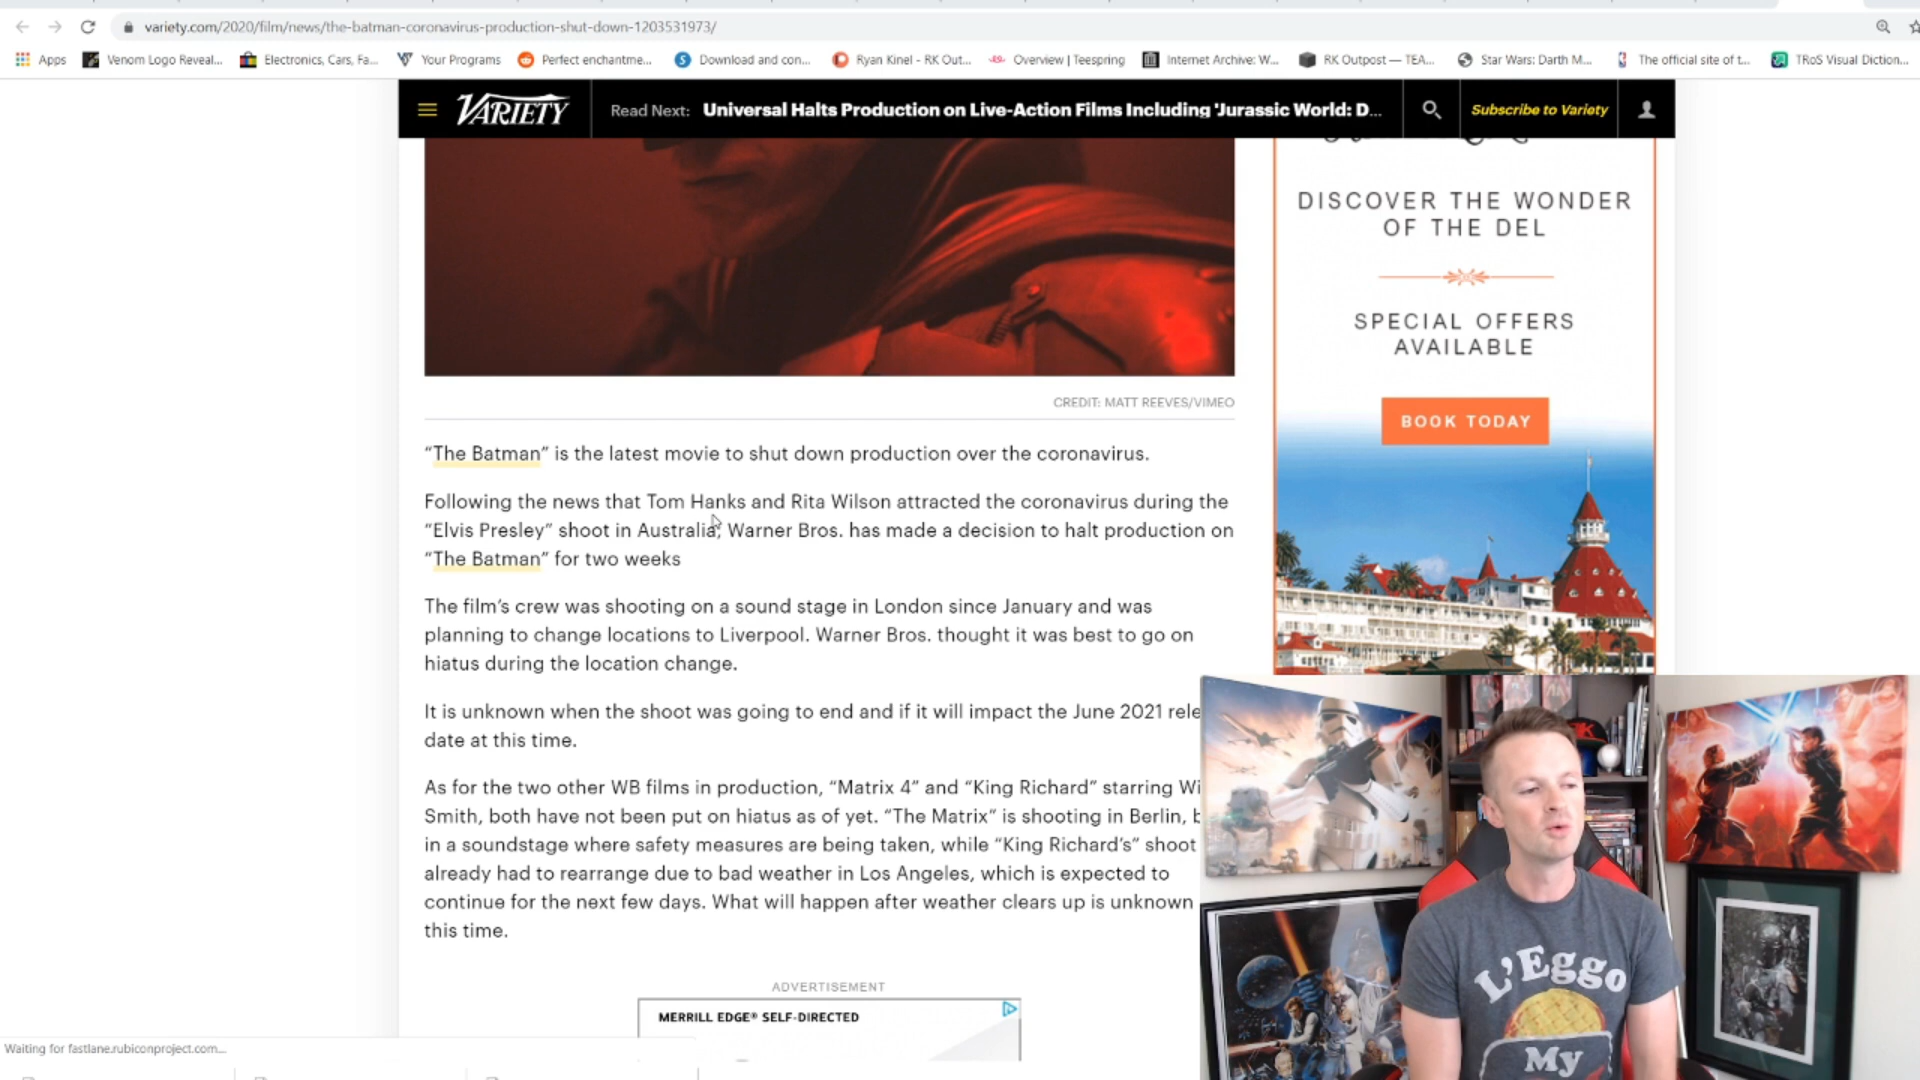 variety.com/2020/film/news/the-batman-coronavirus-production-shut-down-1203531973/
Apps Venom Logo Reveal... Electronics, Cars, Fa... Your Programs Perfect enchantme... Download and con... Ryan Kinel - RK Out... Overview | Teespring Internet Archive: W... RK Outpost — TEA... Star Wars: Darth M... The official site of t... TRoS Visual Diction...
VARIETY Read Next: Universal Halts Production on Live-Action Films Including 'Jurassic World: D... Subscribe to Variety
DISCOVER THE WONDER
OF THE DEL
SPECIAL OFFERS
AVAILABLE
BOOK TODAY
CREDIT: MATT REEVES/VIMEO
“The Batman” is the latest movie to shut down production over the coronavirus.
Following the news that Tom Hanks and Rita Wilson attracted the coronavirus during the
“Elvis Presley” shoot in Australia, Warner Bros. has made a decision to halt production on
“The Batman” for two weeks
The film’s crew was shooting on a sound stage in London since January and was
planning to change locations to Liverpool. Warner Bros. thought it was best to go on
hiatus during the location change.
It is unknown when the shoot was going to end and if it will impact the June 2021 rele
date at this time.
As for the two other WB films in production, “Matrix 4” and “King Richard” starring Wi
Smith, both have not been put on hiatus as of yet. “The Matrix” is shooting in Berlin, b
in a soundstage where safety measures are being taken, while “King Richard’s” shoot
already had to rearrange due to bad weather in Los Angeles, which is expected to
continue for the next few days. What will happen after weather clears up is unknown
this time.
ADVERTISEMENT
MERRILL EDGE® SELF-DIRECTED
Waiting for fastlane.rubiconproject.com...
L'Eggo
My